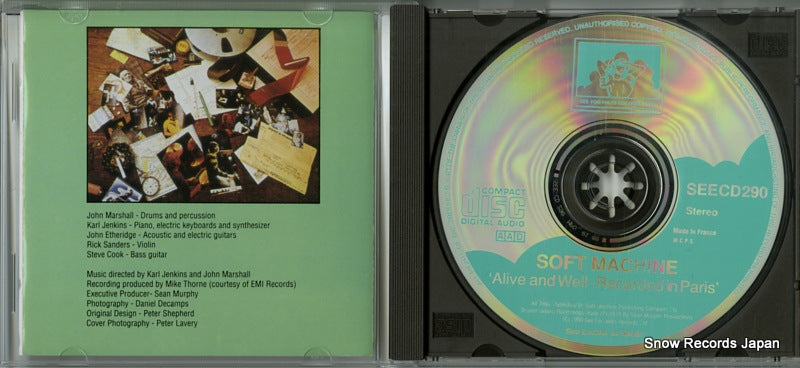 John Marshall - Drums and percussion
Karl Jenkins - Piano, electric keyboards and synthesizer
John Etheridge - Acoustic and electric guitars
Rick Sanders - Violin
Steve Cook - Bass guitar
Music directed by Karl Jenkins and John Marshall
Recording produced by Mike Thorne (courtesy of EMI Records)
Executive Producer- Sean Murphy
Photography - Daniel Decamps
Original Design - Peter Shepherd
Cover Photography - Peter Lavery
RESERVED. UNAUTHORISED COPYING,
SEECD290
Stereo
Made in France
M.C.P.S.
COMPACT
disc
DIGITAL AUDIO
AAD
SOFT MACHINE
'Alive and Well - Recorded in Paris'
Snow Records Japan